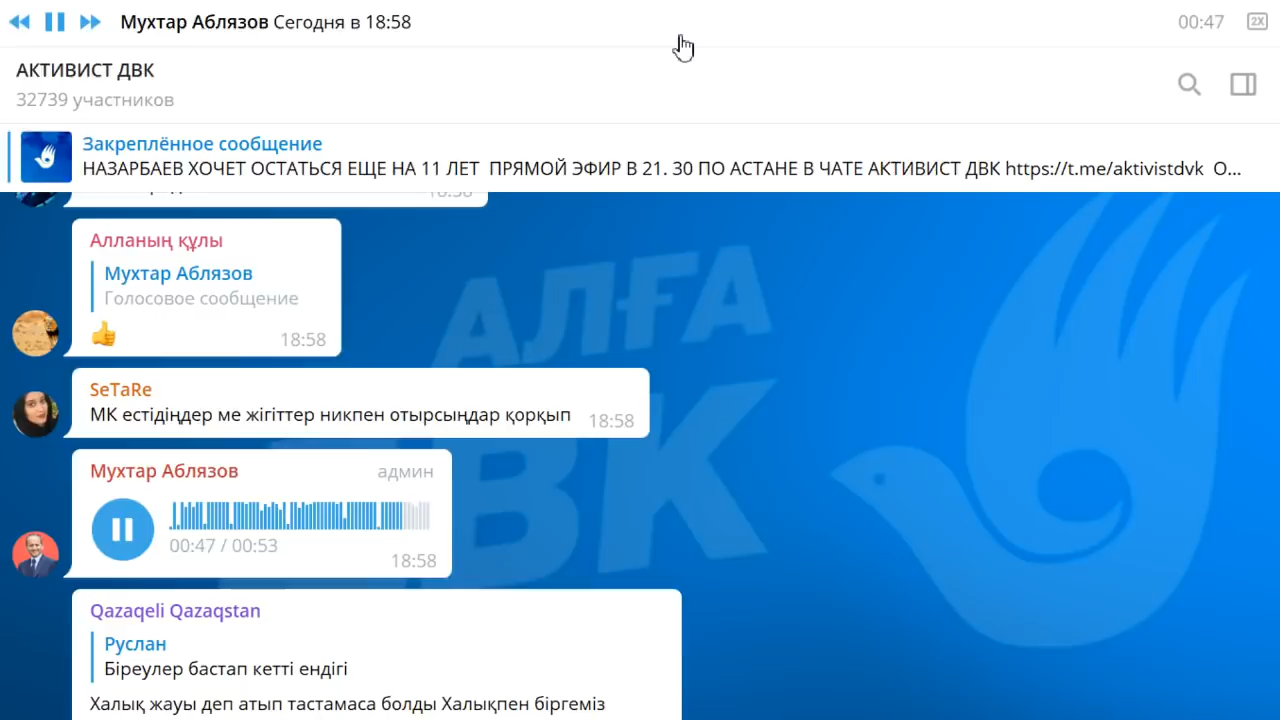 Мухтар Аблязов Сегодня в 18:58
00:47
2X
АКТИВИСТ ДВК
32739 участников
Закреплённое сообщение
НАЗАРБАЕВ ХОЧЕТ ОСТАТЬСЯ ЕЩЕ НА 11 ЛЕТ ПРЯМОЙ ЭФИР В 21. 30 ПО АСТАНЕ В ЧАТЕ АКТИВИСТ ДВК https://t.me/aktivistdvk О...
18:58
Алланың құлы
Мухтар Аблязов
Голосовое сообщение
👍
18:58
SeTaRe
МК естідіңдер ме жігіттер никпен отырсыңдар қорқып
18:58
Мухтар Аблязов админ
00:47 / 00:53
18:58
Qazaqeli Qazaqstan
Руслан
Біреулер бастап кетті ендігі
Халық жауы деп атып тастамаса болды Халықпен біргеміз
АЛҒА
ДВК